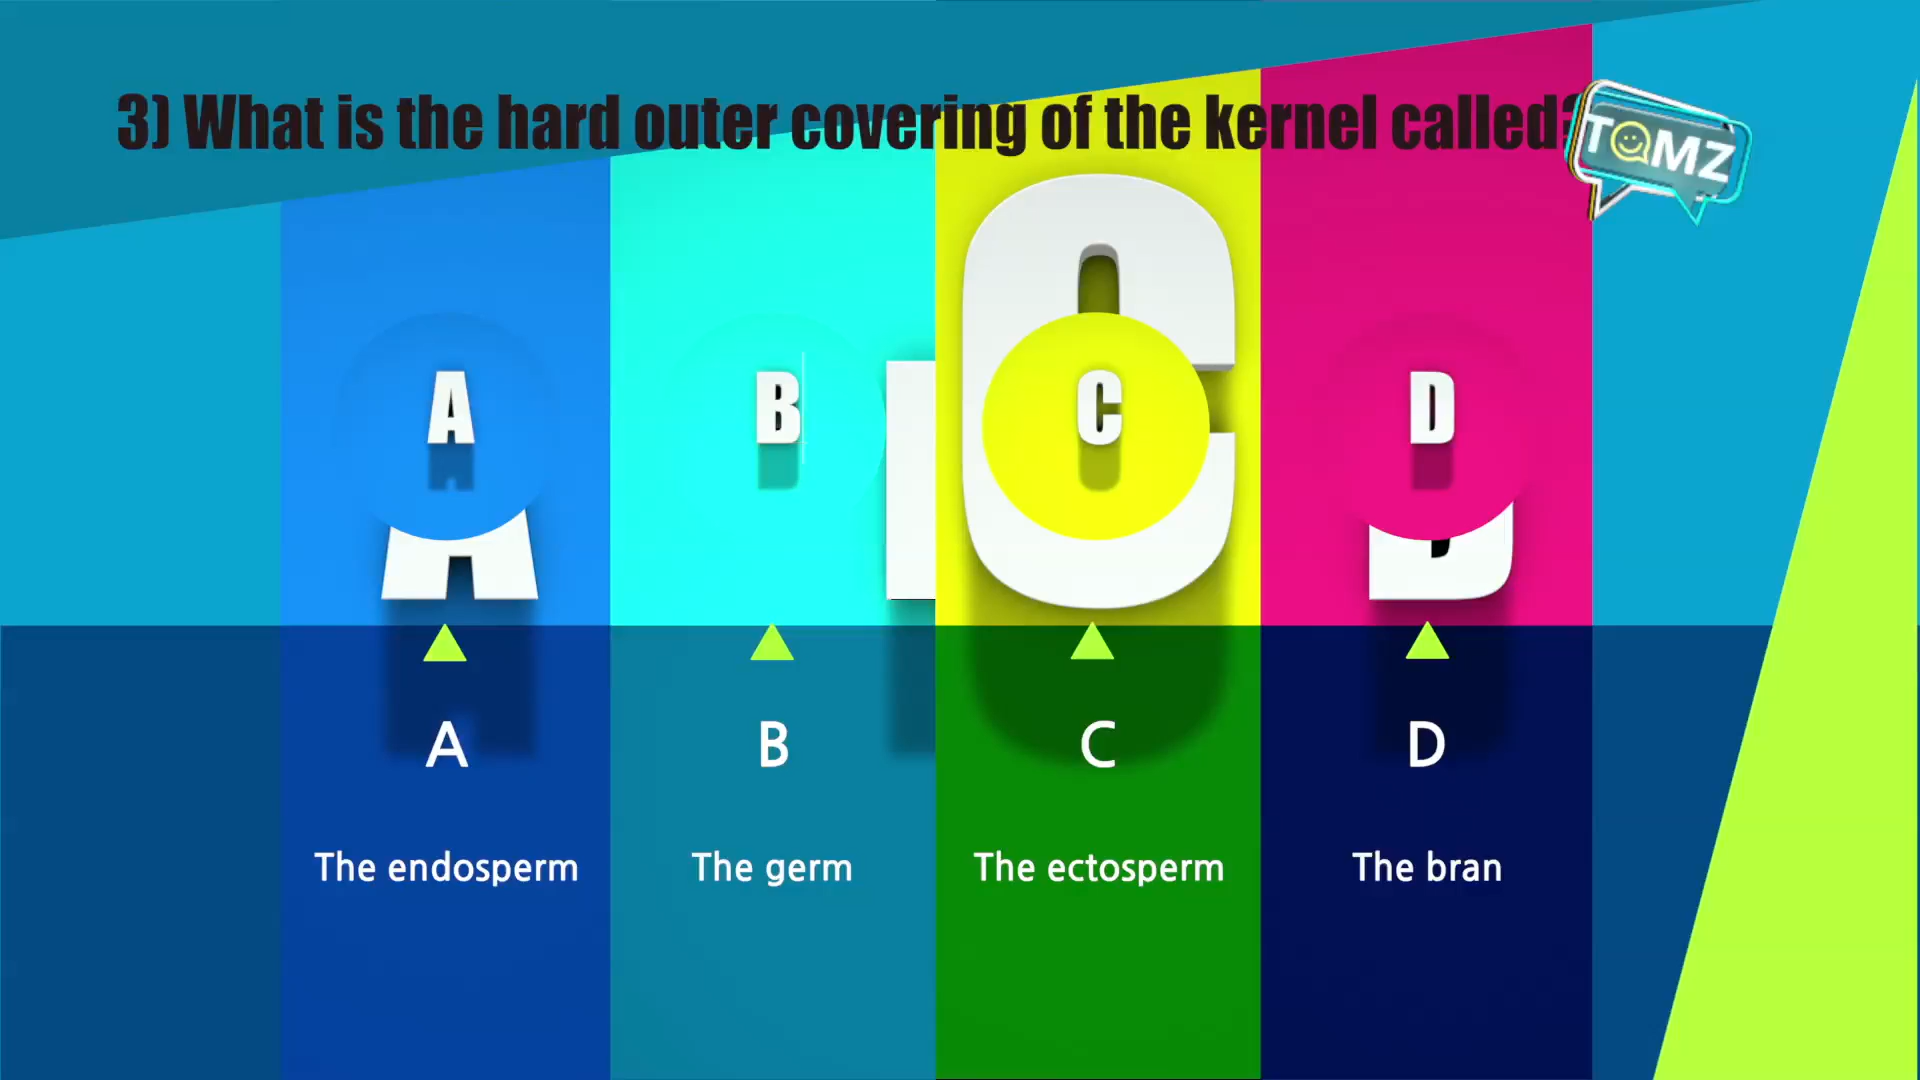 3) What is the hard outer covering of the kernel called?
TQMZ
A
B
C
D
A
B
C
D
The endosperm
The germ
The ectosperm
The bran